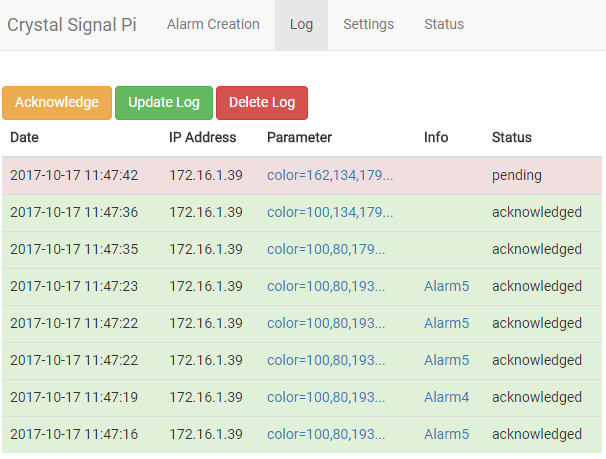 Crystal Signal Pi Alarm Creation Log Settings Status
Acknowledge Update Log Delete Log
Date IP Address Parameter Info Status
2017-10-17 11:47:42 172.16.1.39 color=162,134,179... pending
2017-10-17 11:47:36 172.16.1.39 color=100,134,179... acknowledged
2017-10-17 11:47:35 172.16.1.39 color=100,80,179... acknowledged
2017-10-17 11:47:23 172.16.1.39 color=100,80,193... Alarm5 acknowledged
2017-10-17 11:47:22 172.16.1.39 color=100,80,193... Alarm5 acknowledged
2017-10-17 11:47:22 172.16.1.39 color=100,80,193... Alarm5 acknowledged
2017-10-17 11:47:19 172.16.1.39 color=100,80,193... Alarm4 acknowledged
2017-10-17 11:47:16 172.16.1.39 color=100,80,193... Alarm5 acknowledged